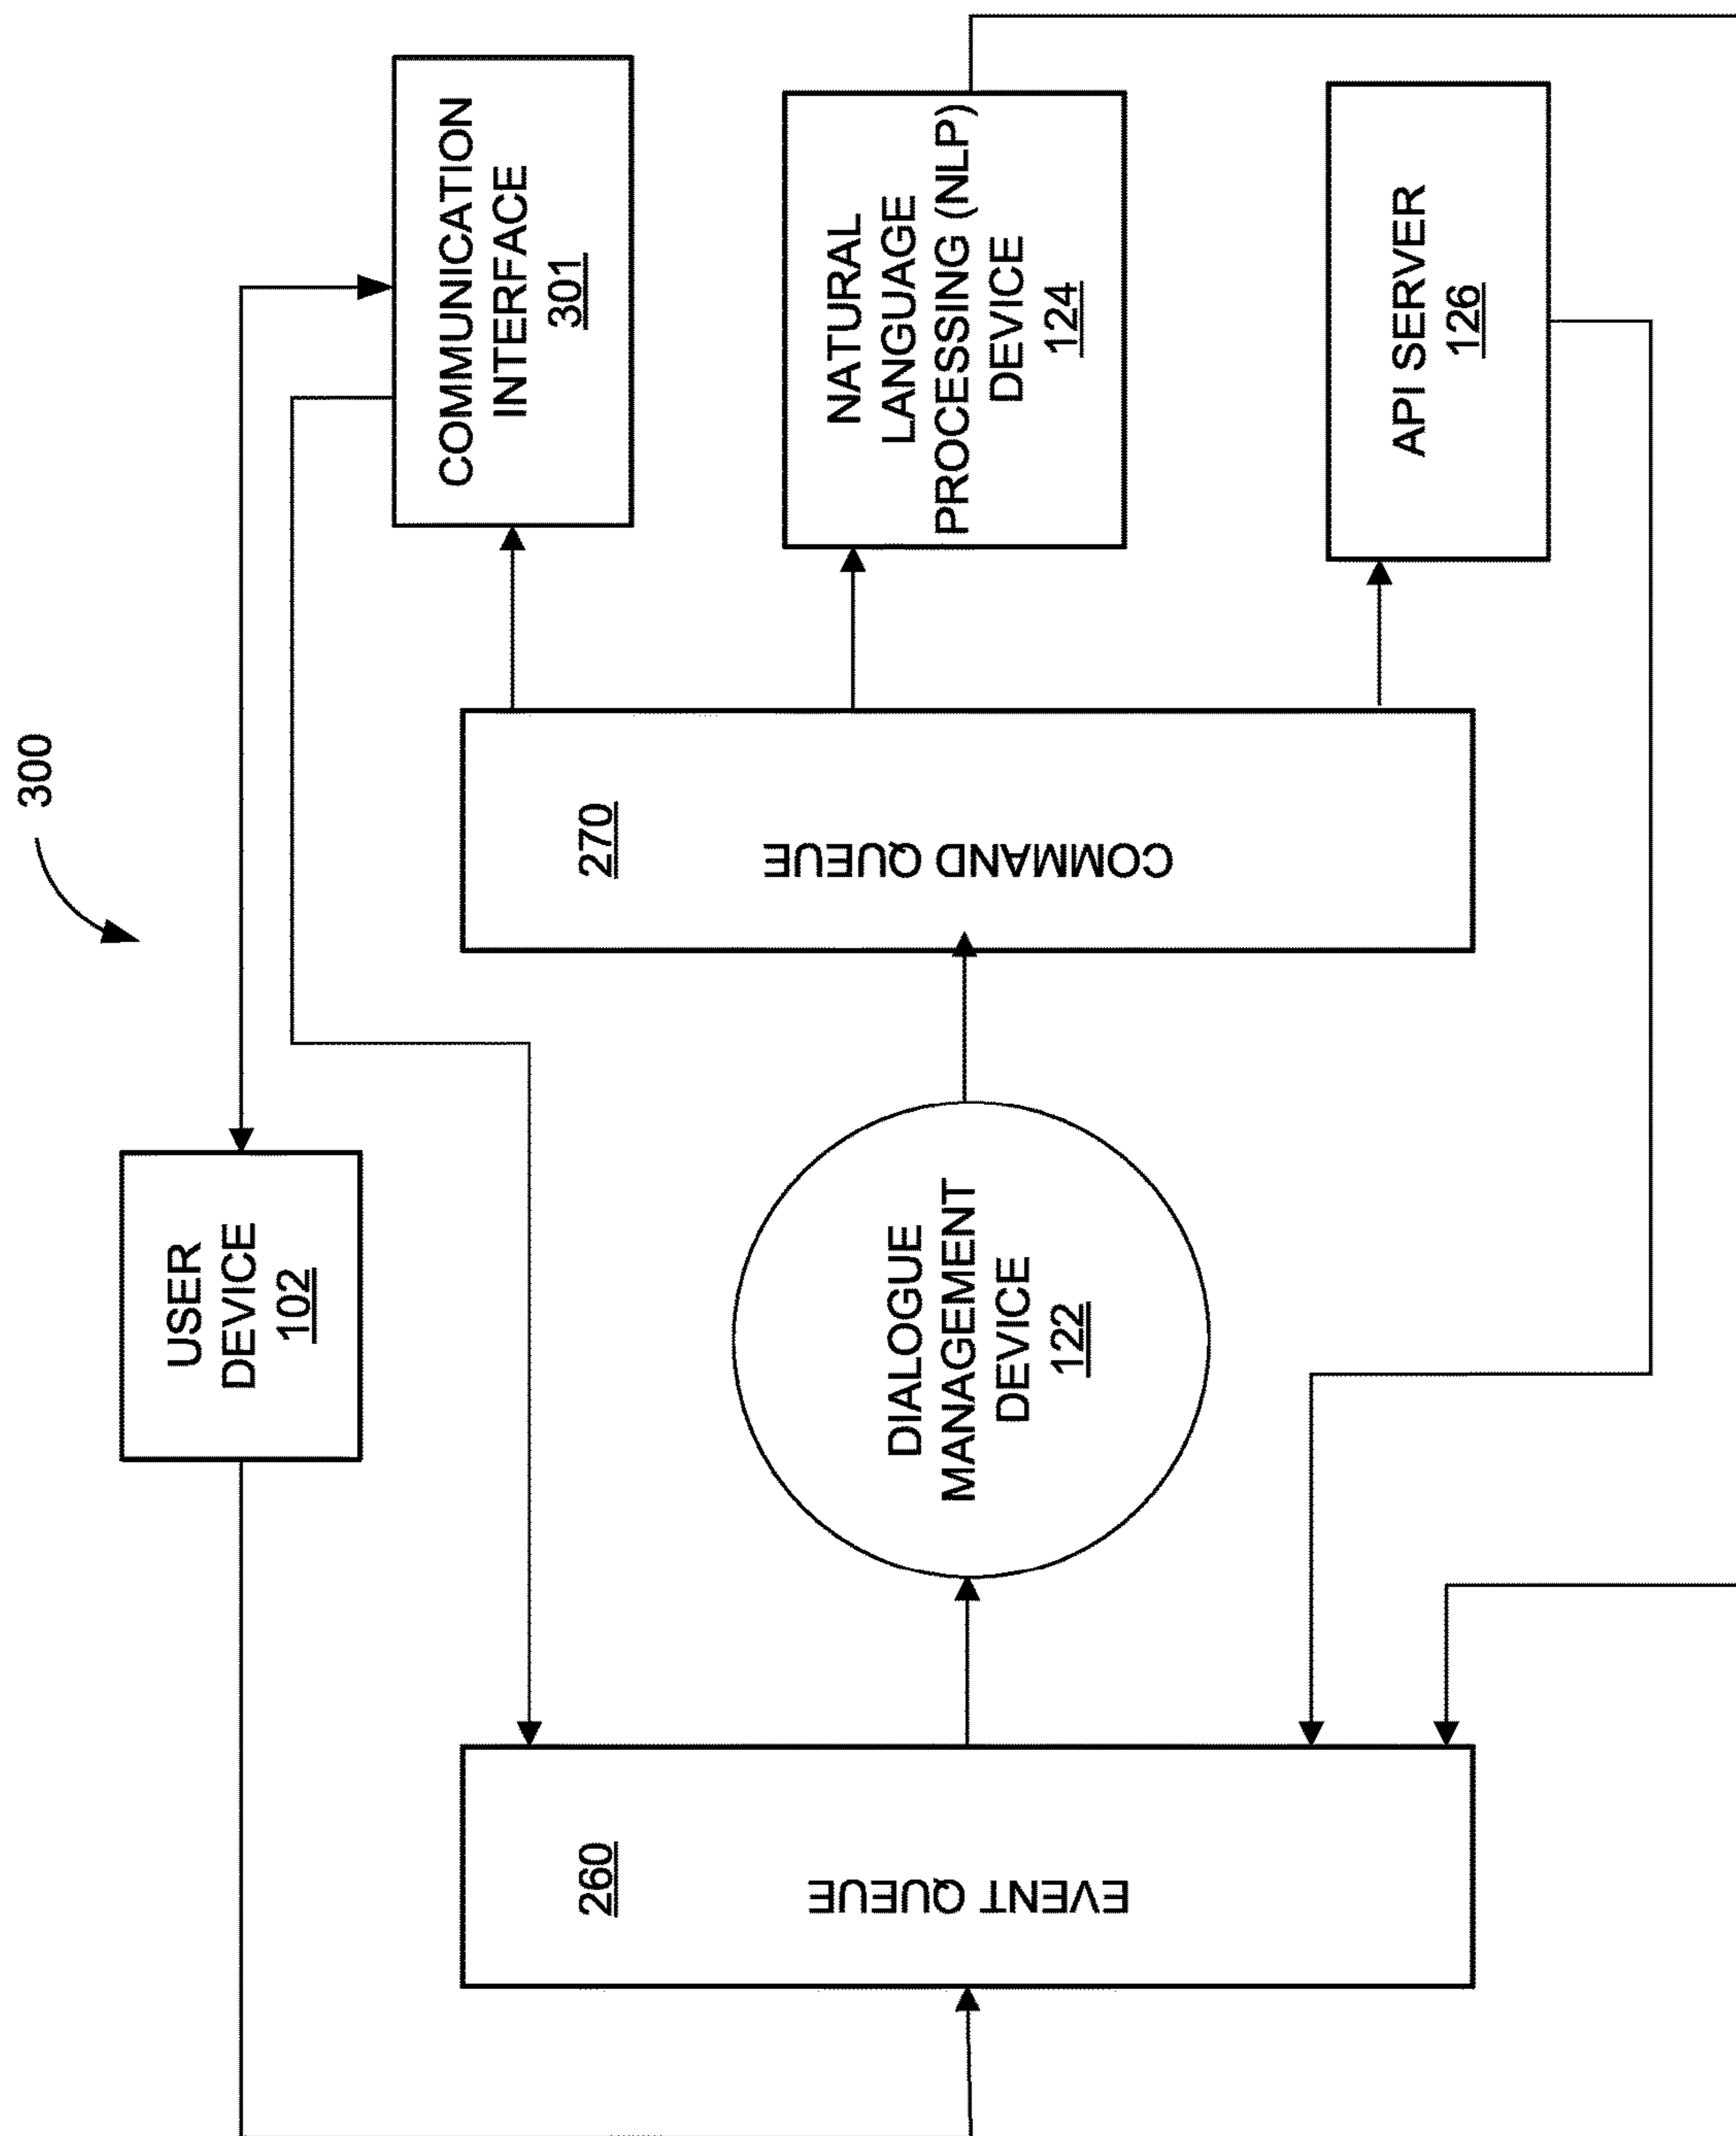 300
USER
DEVICE
102
COMMUNICATION
INTERFACE
301
260
EVENT QUEUE
DIALOGUE
MANAGEMENT
DEVICE
122
270
COMMAND QUEUE
NATURAL
LANGUAGE
PROCESSING (NLP)
DEVICE
124
API SERVER
126